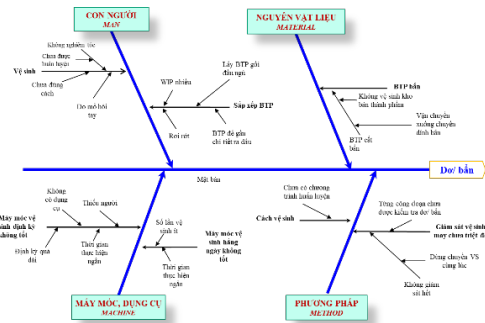 CON NGƯỜI
MAN
NGUYÊN VẬT LIỆU
MATERIAL
Không nghiêm túc
Chưa được
huấn luyện
Vệ sinh
Chưa đúng
cách
Do mồ hôi
tay
WIP nhiều
Lấy BTP gối
đầu ngủ
Sắp xếp BTP
Rơi rớt
BTP để gần
chi tiết ra dầu
BTP bẩn
Không vệ sinh kho
bán thành phẩm
Vận chuyển
xuống chuyền
dính bẩn
BTP cắt
bẩn
Dơ/ bẩn
Mặt bàn
Không
có dụng
cụ
Thiếu người
Máy móc vệ
sinh định kỳ
không tốt
Định kỳ quá
dài
Thời gian
thực hiện
ngắn
Số lần vệ
sinh ít
Máy móc vệ
sinh hàng
ngày không
tốt
Thời gian
thực hiện
ngắn
Chưa có chương
trình huấn luyện
Cách vệ sinh
Từng công đoạn chưa
được kiểm tra dơ/ bẩn
Giám sát vệ sinh
may chưa triệt đ
Dừng chuyền VS
cùng lúc
Không giám
sát hết
MÁY MÓC, DỤNG CỤ
MACHINE
PHƯƠNG PHÁP
METHOD